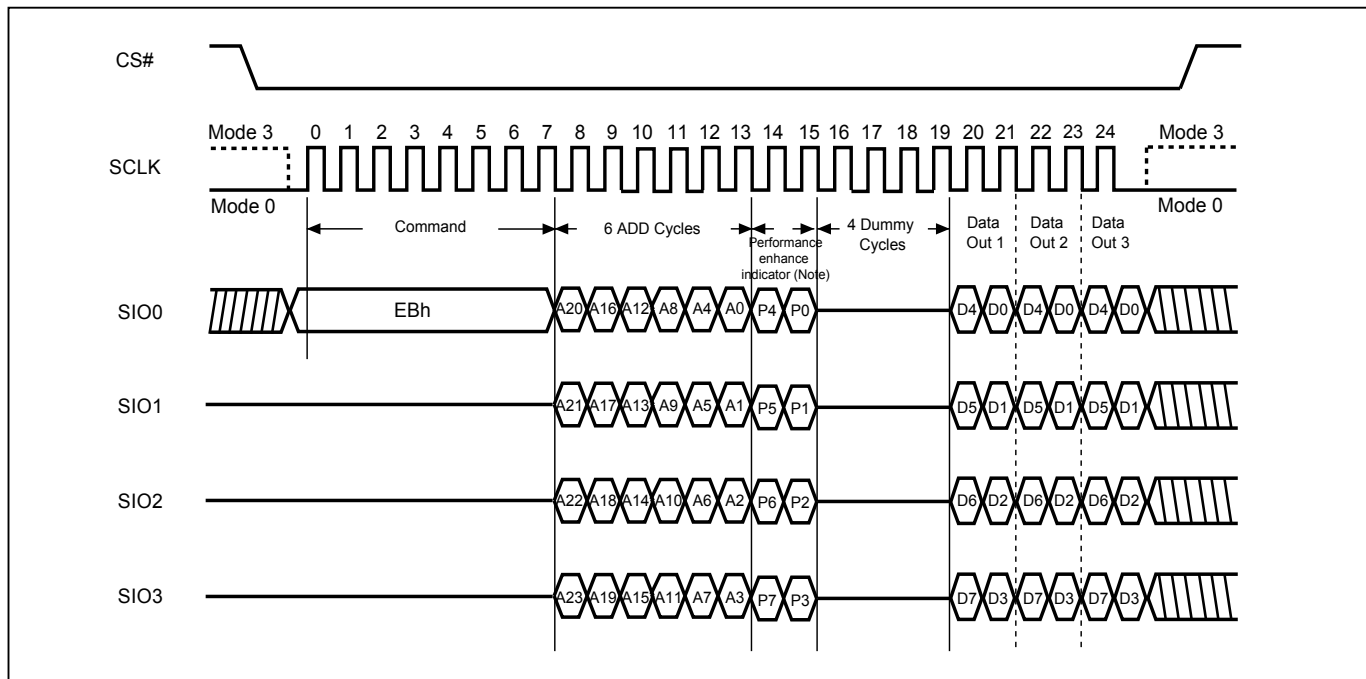 CS#
Mode 3 0 1 2 3 4 5 6 7 8 9 10 11 12 13 14 15 16 17 18 19 20 21 22 23 24 Mode 3
SCLK
Mode 0 Mode 0
Command 6 ADD Cycles Performance enhance indicator (Note) 4 Dummy Cycles Data Out 1 Data Out 2 Data Out 3
SIO0 EBh A20 A16 A12 A8 A4 A0 P4 P0 D4 D0 D4 D0 D4 D0
SIO1 A21 A17 A13 A9 A5 A1 P5 P1 D5 D1 D5 D1 D5 D1
SIO2 A22 A18 A14 A10 A6 A2 P6 P2 D6 D2 D6 D2 D6 D2
SIO3 A23 A19 A15 A11 A7 A3 P7 P3 D7 D3 D7 D3 D7 D3